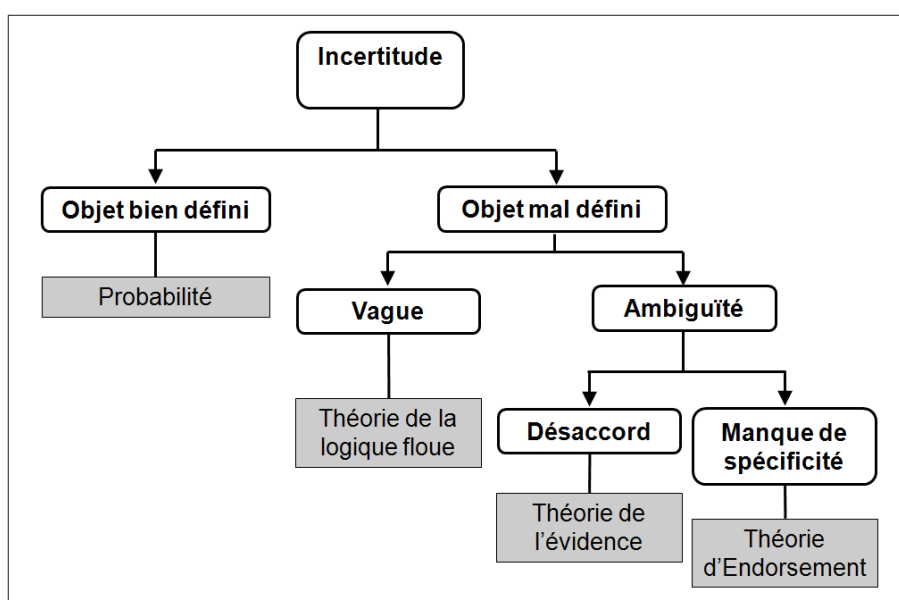 Incertitude
Objet bien défini
Objet mal défini
Probabilité
Vague
Ambiguïté
Théorie de la
logique floue
Désaccord
Manque de
spécificité
Théorie de
l’évidence
Théorie
d’Endorsement